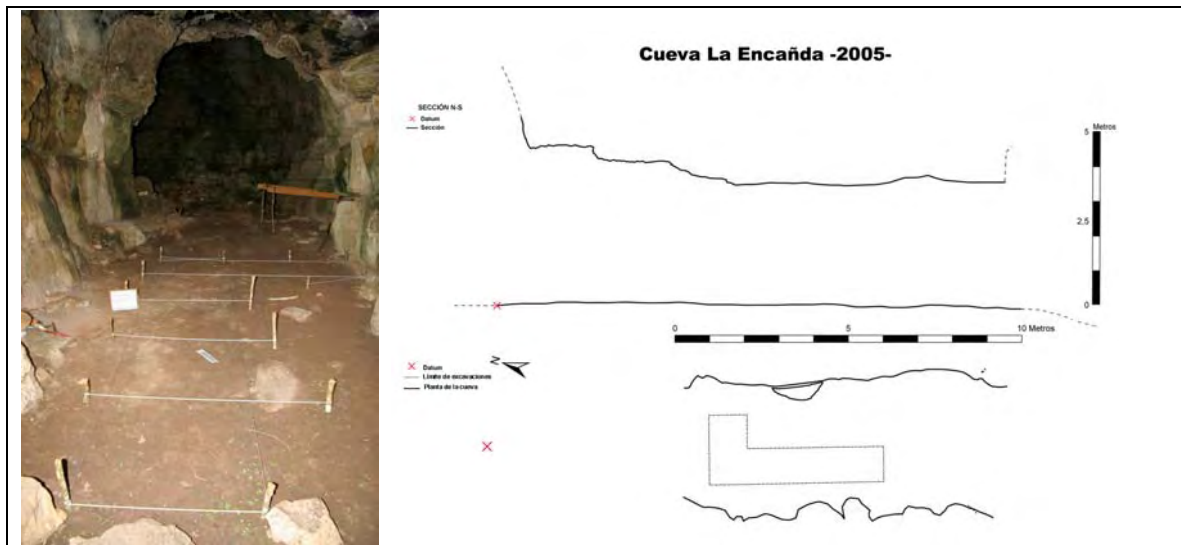 Cueva La Encañda -2005-
SECCIÓN N-S
Datum
Sección
Metros
5
2.5
0
0 5 10 Metros
N
Datum
Límite de excavaciones
Planta de la cueva